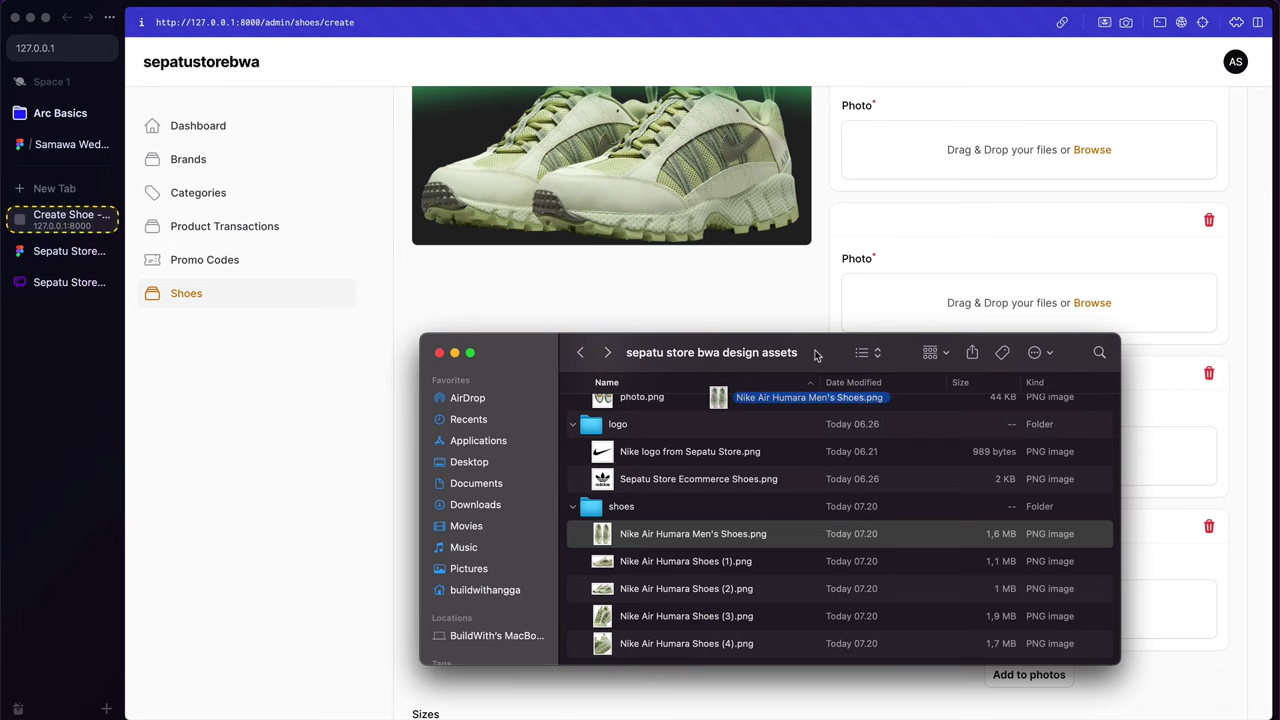 127.0.0.1
Space 1
Arc Basics
/ Samawa Wed...
New Tab
Create Shoe -...
127.0.0.1:8000
Sepatu Store...
Sepatu Store...
http://127.0.0.1:8000/admin/shoes/create
sepatustorebwa
AS
Dashboard
Brands
Categories
Product Transactions
Promo Codes
Shoes
Photo*
Drag & Drop your files or Browse
Photo*
Drag & Drop your files or Browse
Add to photos
Sizes
sepatu store bwa design assets
Favorites
AirDrop
Recents
Applications
Desktop
Documents
Downloads
Movies
Music
Pictures
buildwithangga
Locations
BuildWith's MacBo...
Tags
Name Date Modified Size Kind
photo.png 44 KB PNG image
Nike Air Humara Men's Shoes.png
logo Today 06.26 -- Folder
Nike logo from Sepatu Store.png Today 06.21 989 bytes PNG image
Sepatu Store Ecommerce Shoes.png Today 06.26 2 KB PNG image
shoes Today 07.20 -- Folder
Nike Air Humara Men's Shoes.png Today 07.20 1,6 MB PNG image
Nike Air Humara Shoes (1).png Today 07.20 1,1 MB PNG image
Nike Air Humara Shoes (2).png Today 07.20 1 MB PNG image
Nike Air Humara Shoes (3).png Today 07.20 1,9 MB PNG image
Nike Air Humara Shoes (4).png Today 07.20 1,7 MB PNG image